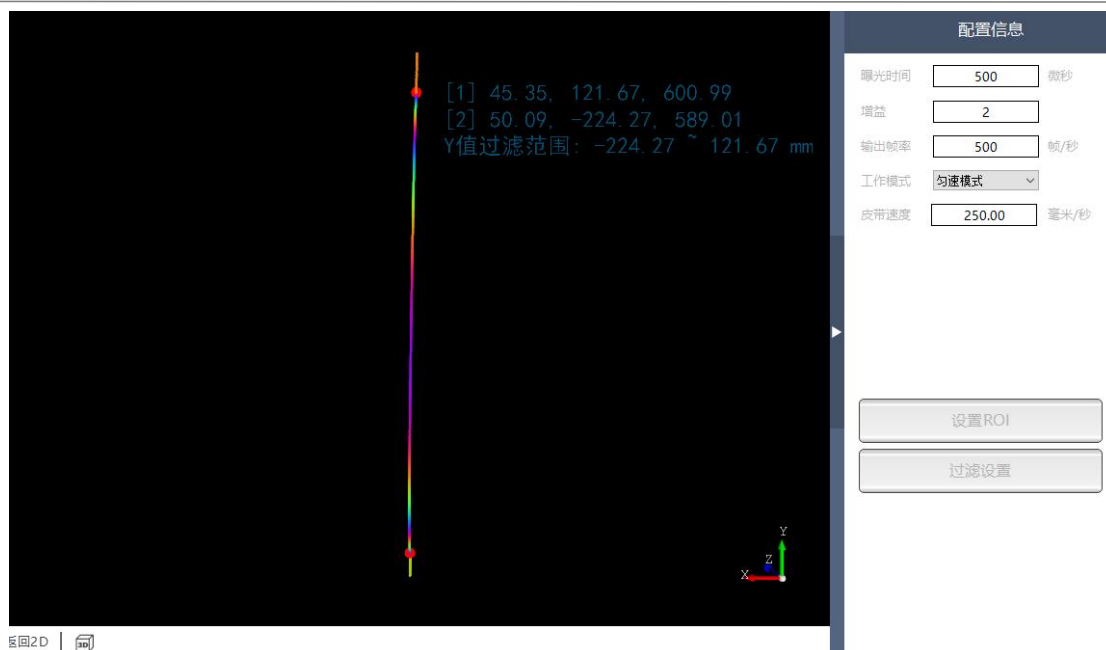 配置信息
[1] 45.35, 121.67, 600.99
[2] 50.09, -224.27, 589.01
Y值过滤范围: -224.27 ~ 121.67 mm
曝光时间 500 微秒
增益 2
输出帧率 500 帧/秒
工作模式 匀速模式
皮带速度 250.00 毫米/秒
设置ROI
过滤设置
Y
Z
X
返回2D 3D